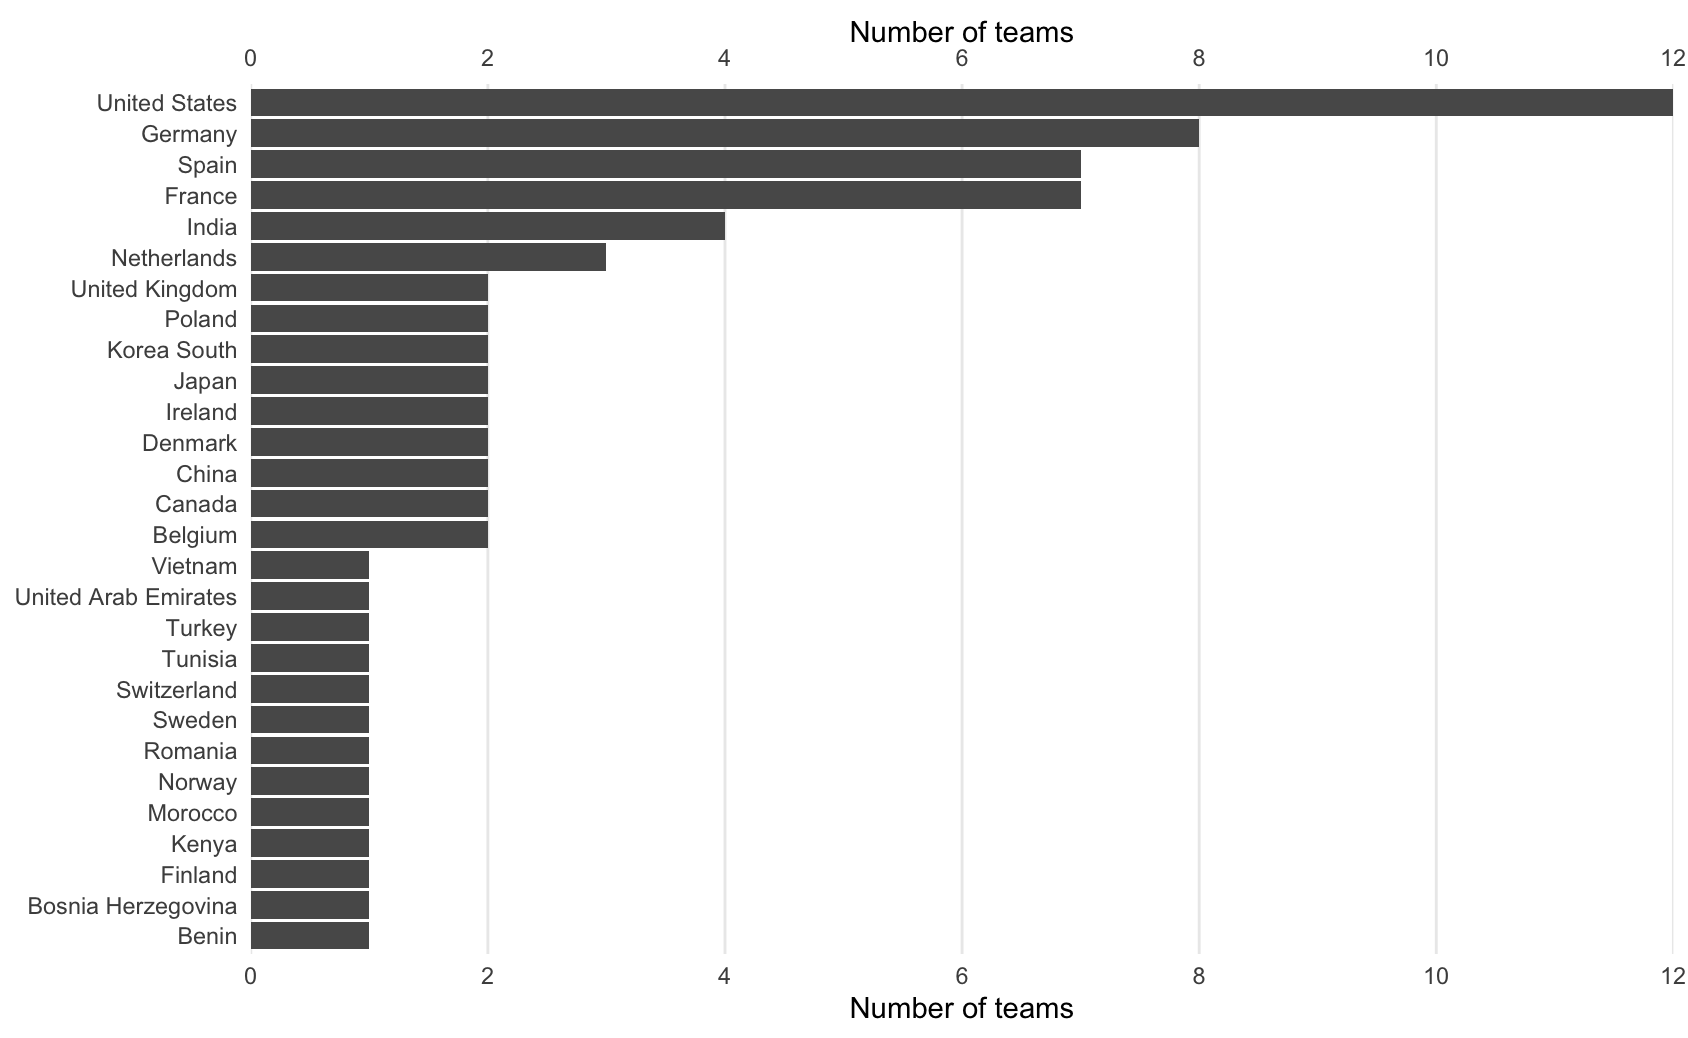 Number of teams
0 2 4 6 8 10 12
United States
Germany
Spain
France
India
Netherlands
United Kingdom
Poland
Korea South
Japan
Ireland
Denmark
China
Canada
Belgium
Vietnam
United Arab Emirates
Turkey
Tunisia
Switzerland
Sweden
Romania
Norway
Morocco
Kenya
Finland
Bosnia Herzegovina
Benin
0 2 4 6 8 10 12
Number of teams